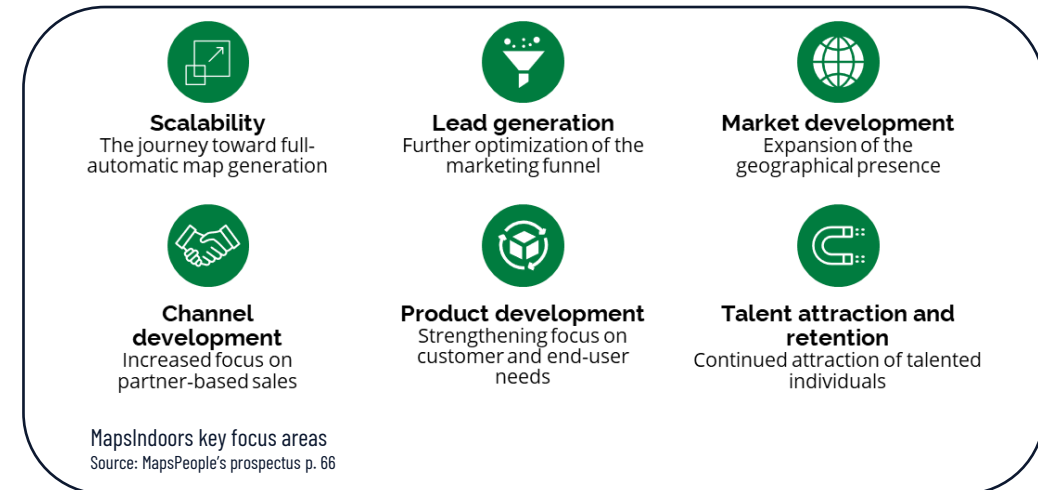 Scalability
The journey toward full-
automatic map generation
Lead generation
Further optimization of the
marketing funnel
Market development
Expansion of the
geographical presence
Channel
development
Increased focus on
partner-based sales
Product development
Strengthening focus on
customer and end-user
needs
Talent attraction and
retention
Continued attraction of talented
individuals
MapsIndoors key focus areas
Source: MapsPeople's prospectus p. 66